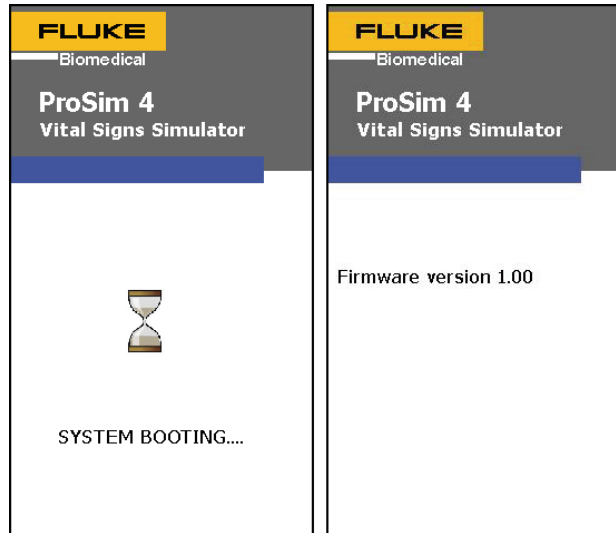 FLUKE
Biomedical
ProSim 4
Vital Signs Simulator
SYSTEM BOOTING....
FLUKE
Biomedical
ProSim 4
Vital Signs Simulator
Firmware version 1.00